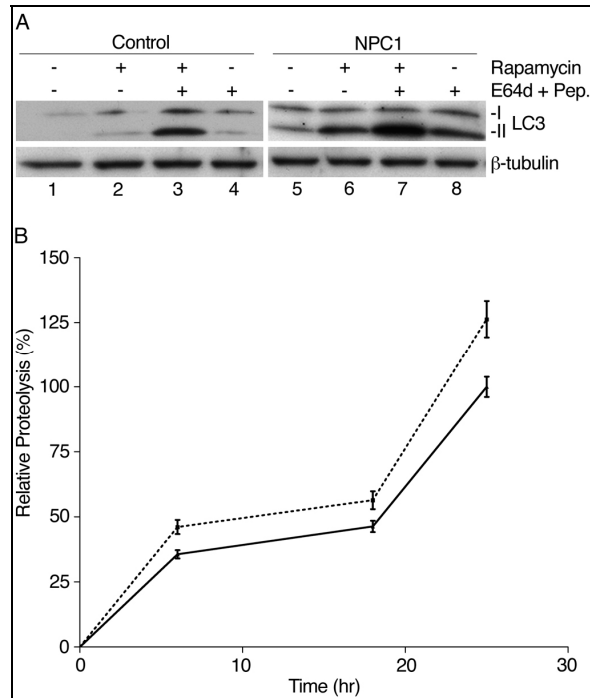 A
Control NPC1
- + + - - + + - Rapamycin
- - + + - - + + E64d + Pep.
-I
-II LC3
β-tubulin
1 2 3 4 5 6 7 8
B
150
125
100
75
50
25
0
Relative Proteolysis (%)
0 10 20 30
Time (hr)